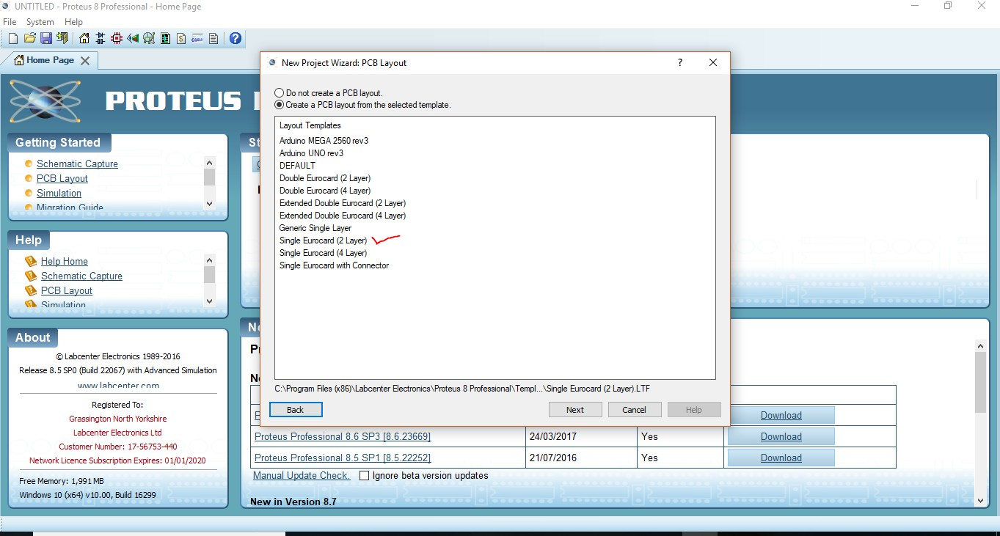 UNTITLED - Proteus 8 Professional - Home Page
File System Help
Home Page
PROTEUS
Getting Started
Schematic Capture
PCB Layout
Simulation
Migration Guide
Help
Help Home
Schematic Capture
PCB Layout
Simulation
About
© Labcenter Electronics 1989-2016
Release 8.5 SP0 (Build 22067) with Advanced Simulation
www.labcenter.com
Registered To:
Grassington North Yorkshire
Labcenter Electronics Ltd
Customer Number: 17-56753-440
Network Licence Subscription Expires: 01/01/2020
Free Memory: 1,991 MB
Windows 10 (x64) v10.00, Build 16299
New Project Wizard: PCB Layout
?
Do not create a PCB layout.
Create a PCB layout from the selected template.
Layout Templates
Arduino MEGA 2560 rev3
Arduino UNO rev3
DEFAULT
Double Eurocard (2 Layer)
Double Eurocard (4 Layer)
Extended Double Eurocard (2 Layer)
Extended Double Eurocard (4 Layer)
Generic Single Layer
Single Eurocard (2 Layer)
Single Eurocard (4 Layer)
Single Eurocard with Connector
C:\Program Files (x86)\Labcenter Electronics\Proteus 8 Professional\Templ...\Single Eurocard (2 Layer).LTF
Back Next Cancel Help
St
N
P
Ne
Download
Proteus Professional 8.6 SP3 [8.6.23669] 24/03/2017 Yes Download
Proteus Professional 8.5 SP1 [8.5.22252] 21/07/2016 Yes Download
Manual Update Check. Ignore beta version updates
New in Version 8.7